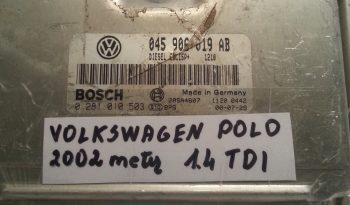 045 906 019 AB
DIESEL 1218
BOSCH
Made in Germany
0 281 010 503
VOLKSWAGEN POLO
2002 metų 1.4 TDI